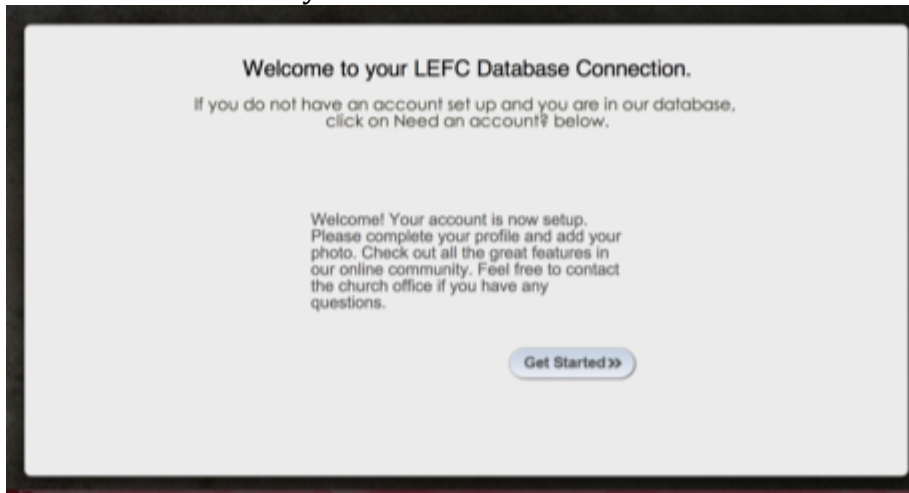 Welcome to your LEFC Database Connection.
If you do not have an account set up and you are in our database,
click on Need an account? below.
Welcome! Your account is now setup.
Please complete your profile and add your
photo. Check out all the great features in
our online community. Feel free to contact
the church office if you have any
questions.
Get Started»